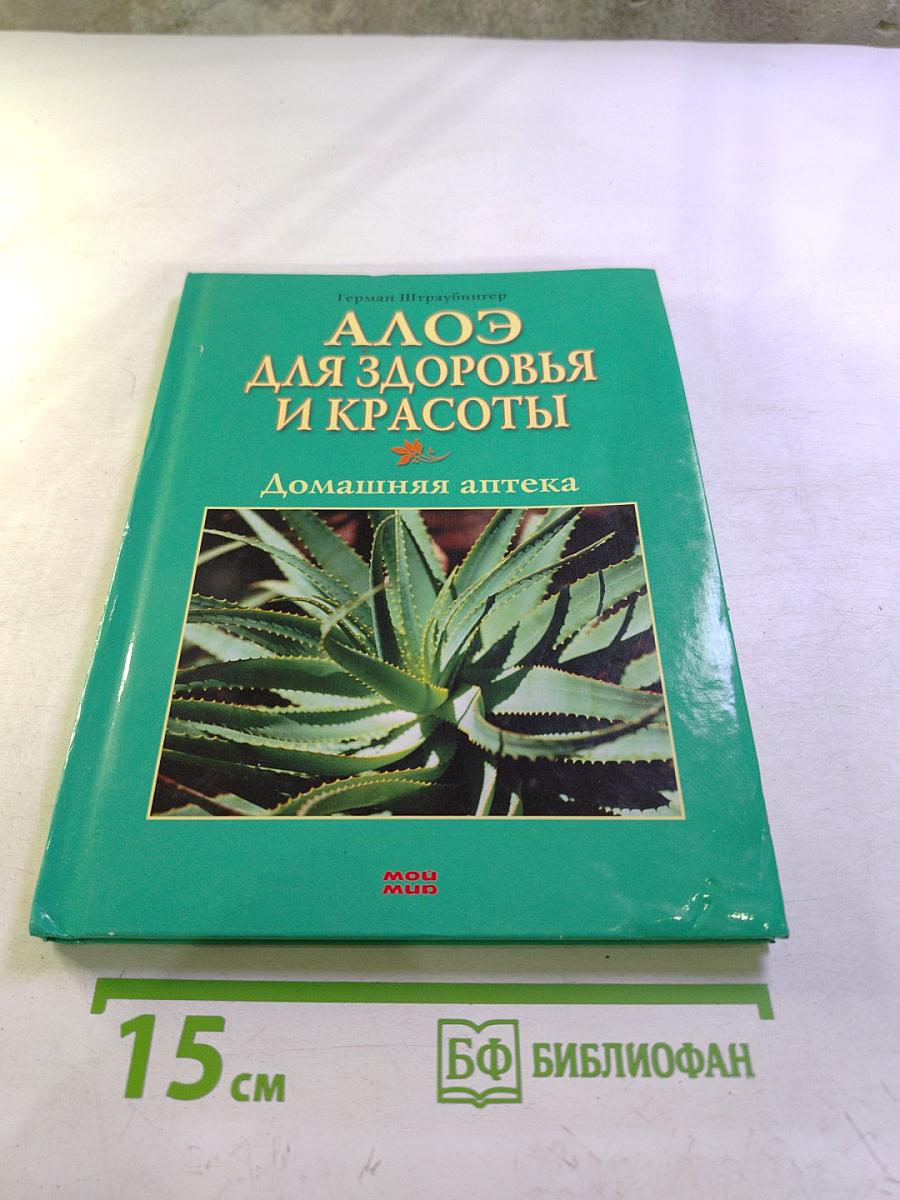 Герман Штраубингер
АЛОЭ
ДЛЯ ЗДОРОВЬЯ
И КРАСОТЫ
Домашняя аптека
мой
мир
15 см
БФ БИБЛИОФАН